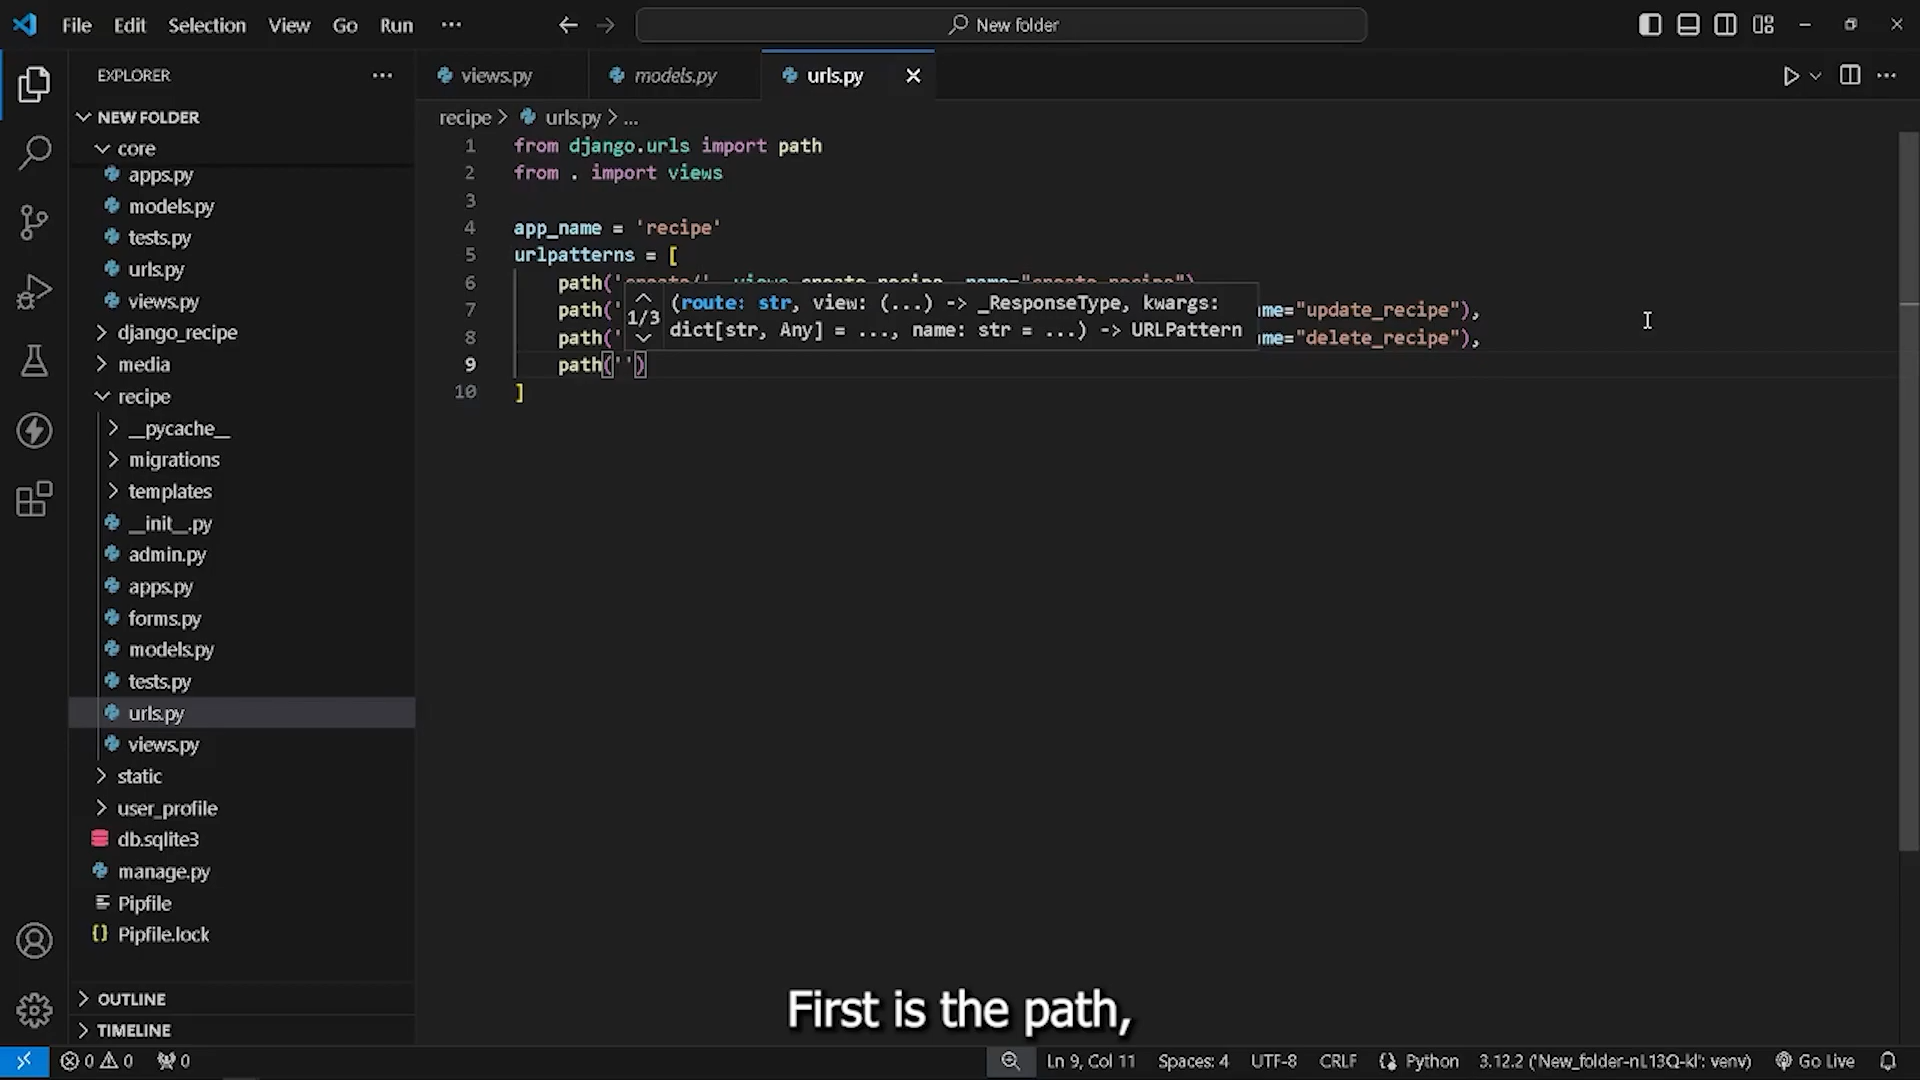 File Edit Selection View Go Run ...
New folder
EXPLORER
NEW FOLDER
core
apps.py
models.py
tests.py
urls.py
views.py
django_recipe
media
recipe
__pycache__
migrations
templates
__init__.py
admin.py
apps.py
forms.py
models.py
tests.py
urls.py
views.py
static
user_profile
db.sqlite3
manage.py
Pipfile
Pipfile.lock
OUTLINE
TIMELINE
views.py models.py urls.py
recipe > urls.py > ...
1 from django.urls import path
2 from . import views
3
4 app_name = 'recipe'
5 urlpatterns = [
6 path('create/', views.create_recipe, name="create_recipe"),
(route: str, view: (...) -> _ResponseType, kwargs:
1/3
dict[str, Any] = ..., name: str = ...) -> URLPattern
7 path(' me="update_recipe"),
8 path(' me="delete_recipe"),
9 path('')
10 ]
First is the path,
0 0 0 Ln 9, Col 11 Spaces: 4 UTF-8 CRLF Python 3.12.2 ('New_folder-nL13Q-kl': venv) Go Live